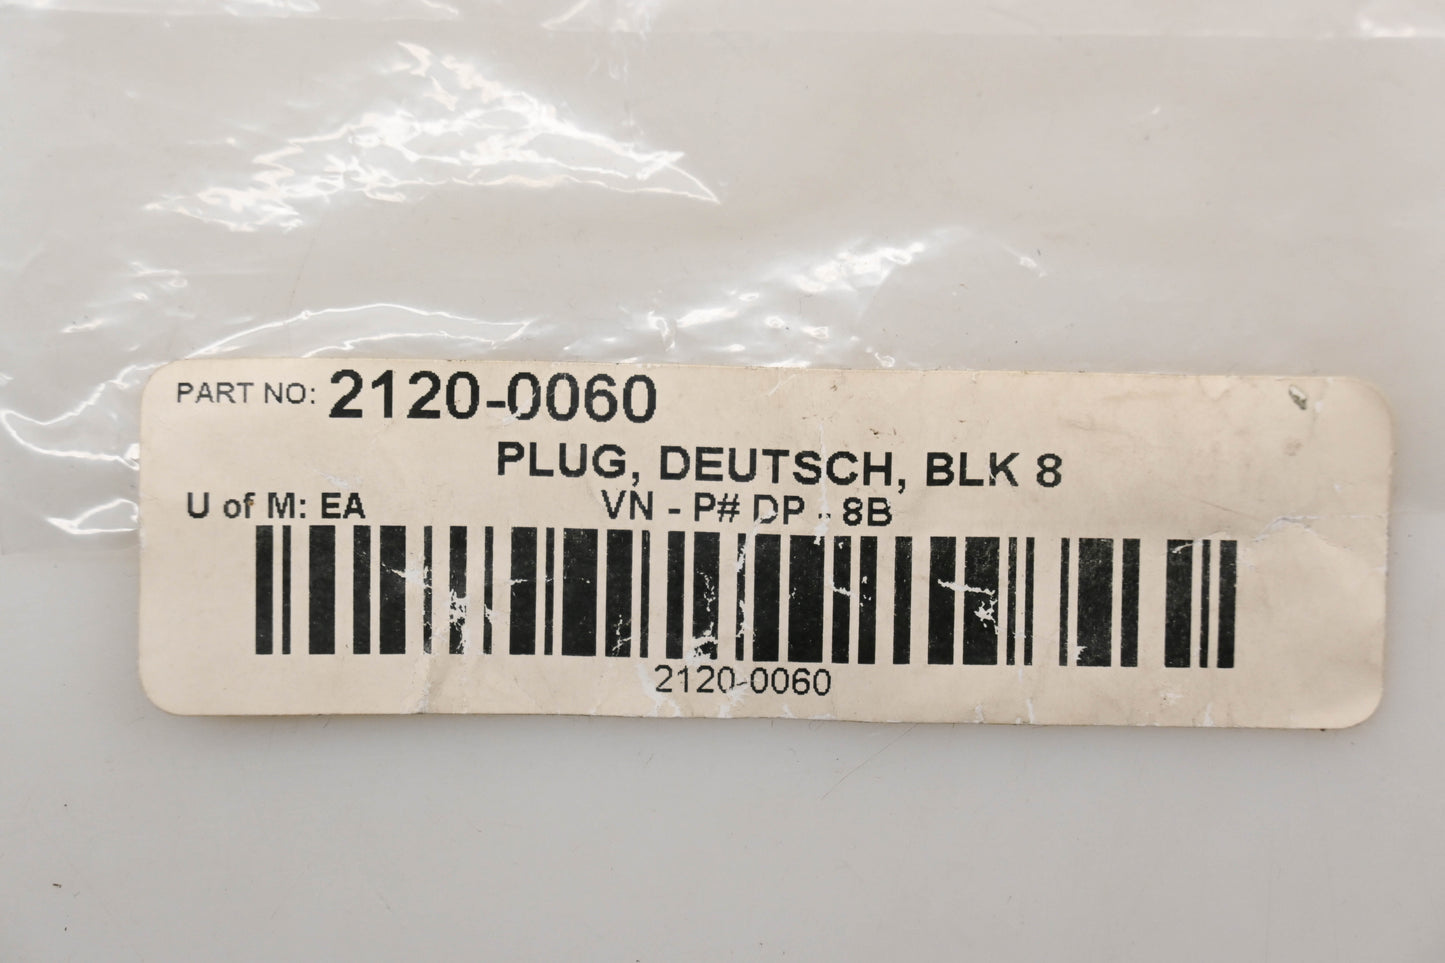 PART NO: 2120-0060
PLUG, DEUTSCH, BLK 8
U of M: EA VN - P# DP - 8B
2120-0060